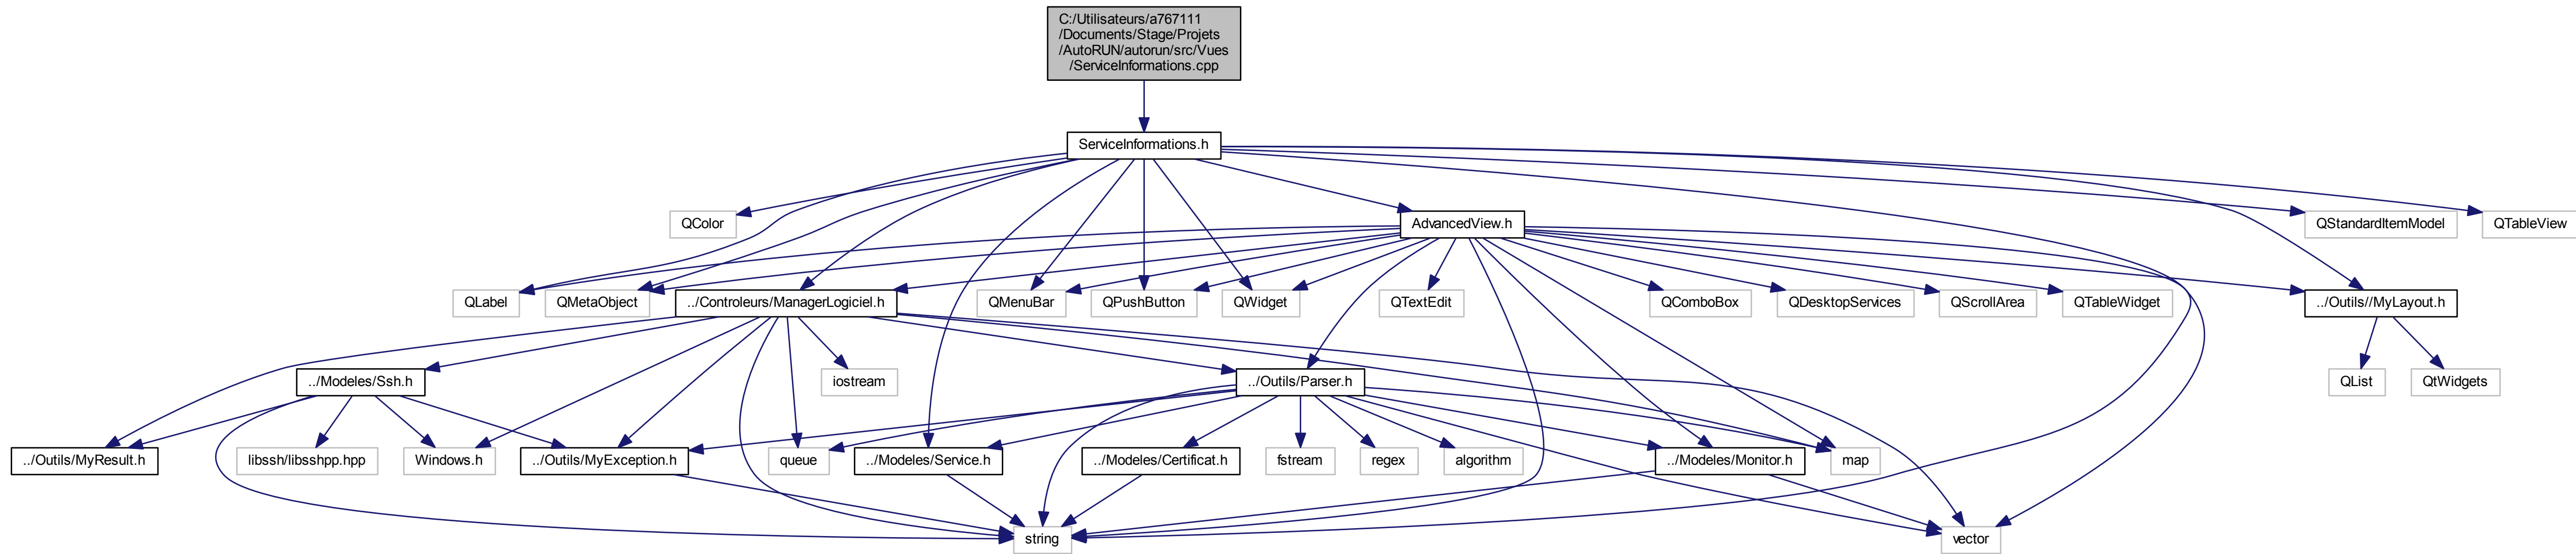 C:/Utilisateurs/a767111
/Documents/Stage/Projets
/AutoRUN/autorun/src/Vues
/ServiceInformations.cpp
ServiceInformations.h
QColor
AdvancedView.h
QStandardItemModel
QTableView
QLabel
QMetaObject
../Controleurs/ManagerLogiciel.h
QMenuBar
QPushButton
QWidget
QTextEdit
QComboBox
QDesktopServices
QScrollArea
QTableWidget
../Outils//MyLayout.h
../Modeles/Ssh.h
iostream
../Outils/Parser.h
QList
QtWidgets
../Outils/MyResult.h
libssh/libsshpp.hpp
Windows.h
../Outils/MyException.h
queue
../Modeles/Service.h
../Modeles/Certificat.h
fstream
regex
algorithm
../Modeles/Monitor.h
map
string
vector